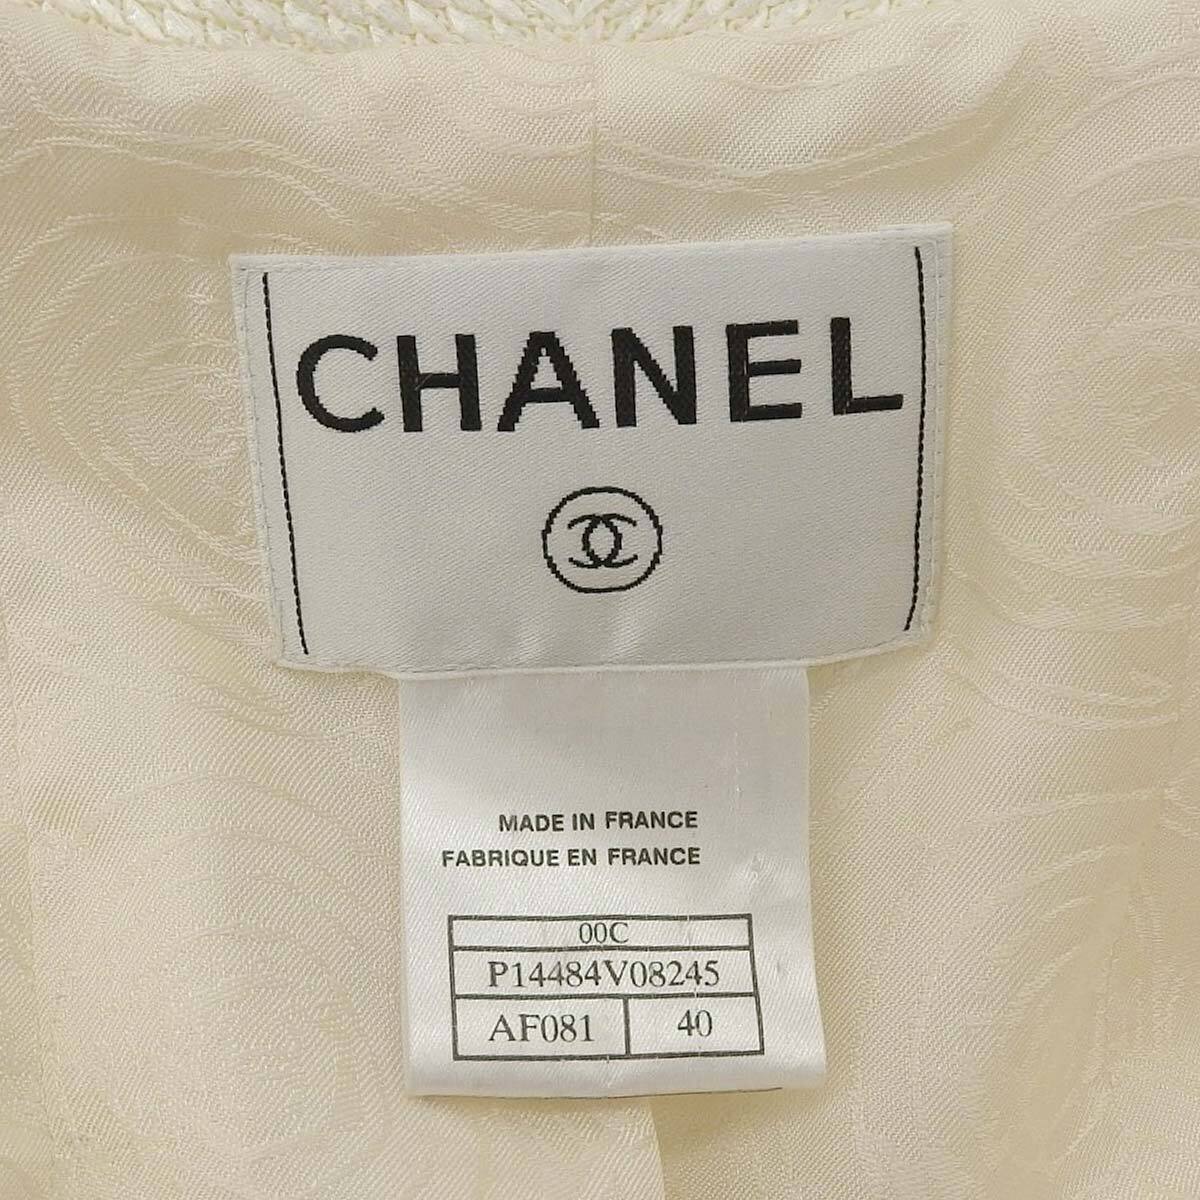 CHANEL
MADE IN FRANCE
FABRIQUE EN FRANCE
00C
P14484V08245
AF081 40